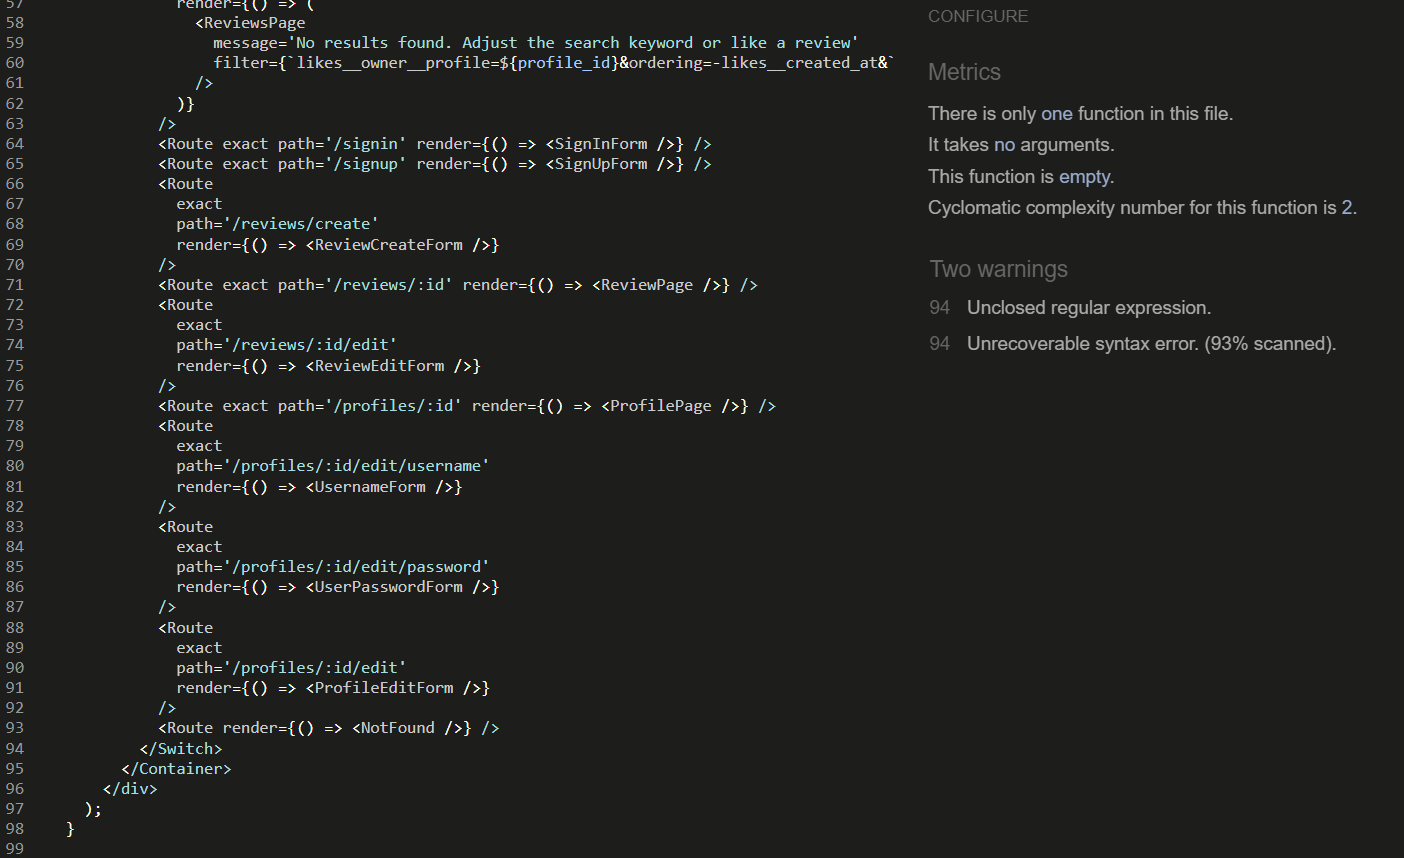 57 render={() => (
58 <ReviewsPage
59 message='No results found. Adjust the search keyword or like a review'
60 filter={`likes__owner__profile=${profile_id}&ordering=-likes__created_at&`
61 />
62 )}
63 />
64 <Route exact path='/signin' render={() => <SignInForm />} />
65 <Route exact path='/signup' render={() => <SignUpForm />} />
66 <Route
67 exact
68 path='/reviews/create'
69 render={() => <ReviewCreateForm />}
70 />
71 <Route exact path='/reviews/:id' render={() => <ReviewPage />} />
72 <Route
73 exact
74 path='/reviews/:id/edit'
75 render={() => <ReviewEditForm />}
76 />
77 <Route exact path='/profiles/:id' render={() => <ProfilePage />} />
78 <Route
79 exact
80 path='/profiles/:id/edit/username'
81 render={() => <UsernameForm />}
82 />
83 <Route
84 exact
85 path='/profiles/:id/edit/password'
86 render={() => <UserPasswordForm />}
87 />
88 <Route
89 exact
90 path='/profiles/:id/edit'
91 render={() => <ProfileEditForm />}
92 />
93 <Route render={() => <NotFound />} />
94 </Switch>
95 </Container>
96 </div>
97 );
98 }
99
CONFIGURE
Metrics
There is only one function in this file.
It takes no arguments.
This function is empty.
Cyclomatic complexity number for this function is 2.
Two warnings
94 Unclosed regular expression.
94 Unrecoverable syntax error. (93% scanned).